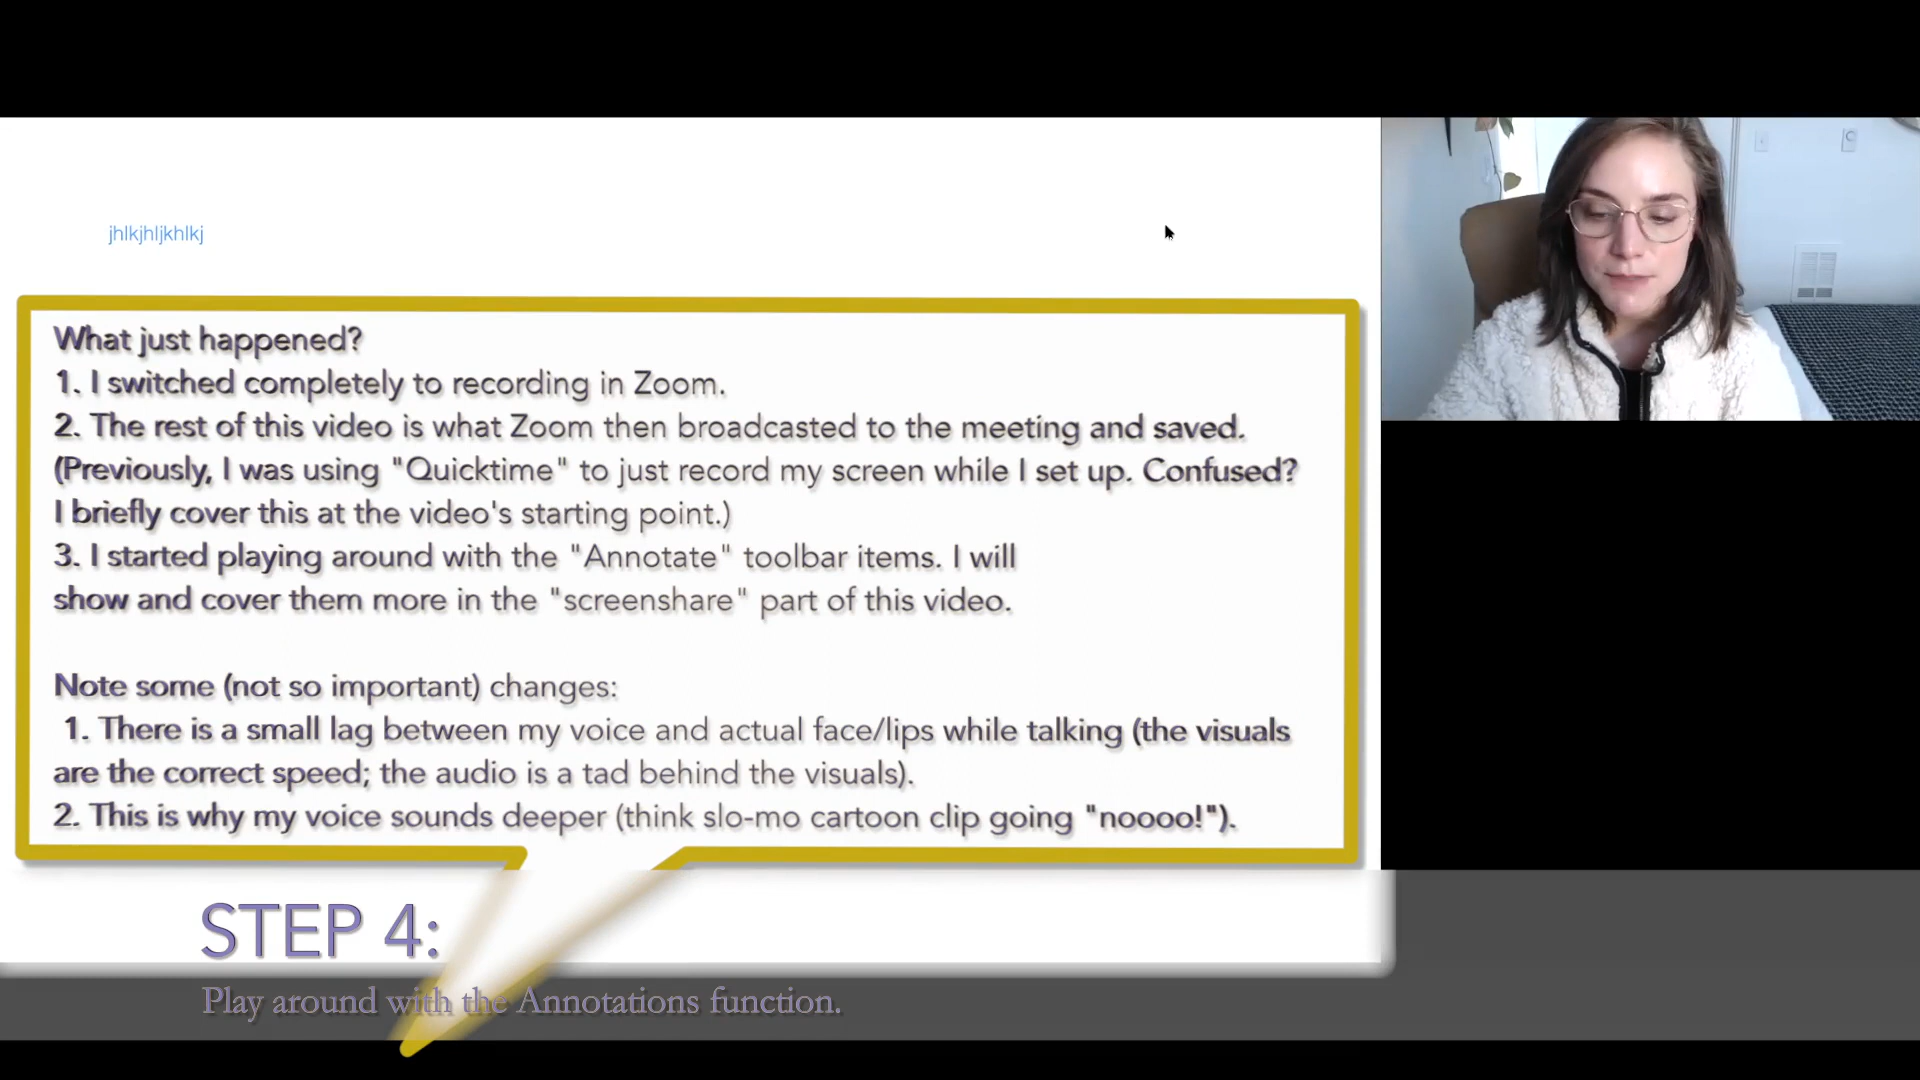 jhlkjhljkhlkj
What just happened?
1. I switched completely to recording in Zoom.
2. The rest of this video is what Zoom then broadcasted to the meeting and saved.
(Previously, I was using "Quicktime" to just record my screen while I set up. Confused?
I briefly cover this at the video's starting point.)
3. I started playing around with the "Annotate" toolbar items. I will
show and cover them more in the "screenshare" part of this video.
Note some (not so important) changes:
1. There is a small lag between my voice and actual face/lips while talking (the visuals
are the correct speed; the audio is a tad behind the visuals).
2. This is why my voice sounds deeper (think slo-mo cartoon clip going "noooo!").
STEP 4:
Play around with the Annotations function.